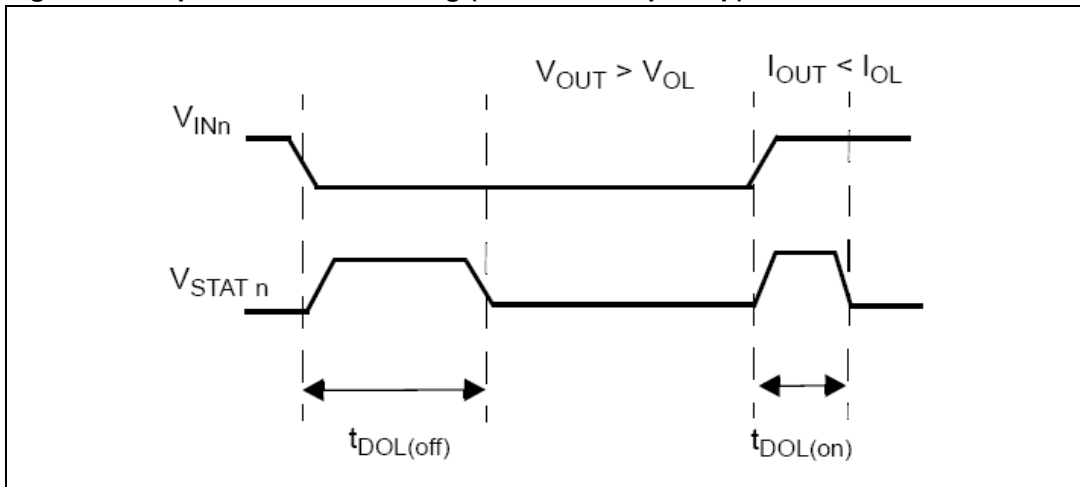 V_OUT > V_OL
I_OUT < I_OL
V_INn
V_STAT n
t_DOL(off)
t_DOL(on)